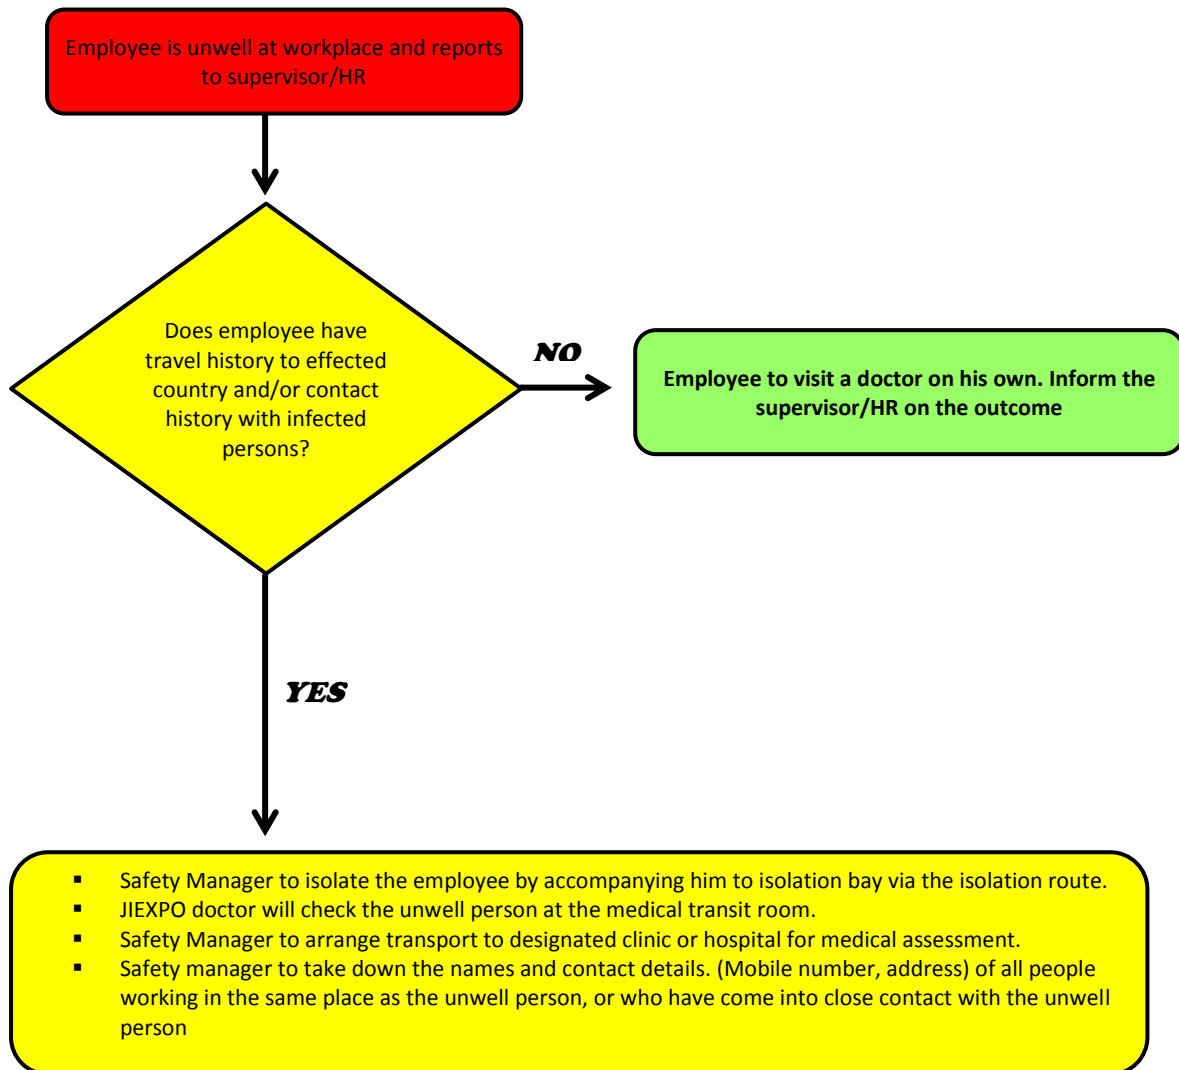 Employee is unwell at workplace and reports
to supervisor/HR
Does employee have
travel history to effected
country and/or contact
history with infected
persons?
NO
Employee to visit a doctor on his own. Inform the
supervisor/HR on the outcome
YES
▪ Safety Manager to isolate the employee by accompanying him to isolation bay via the isolation route.
▪ JIEXPO doctor will check the unwell person at the medical transit room.
▪ Safety Manager to arrange transport to designated clinic or hospital for medical assessment.
▪ Safety manager to take down the names and contact details. (Mobile number, address) of all people
working in the same place as the unwell person, or who have come into close contact with the unwell
person